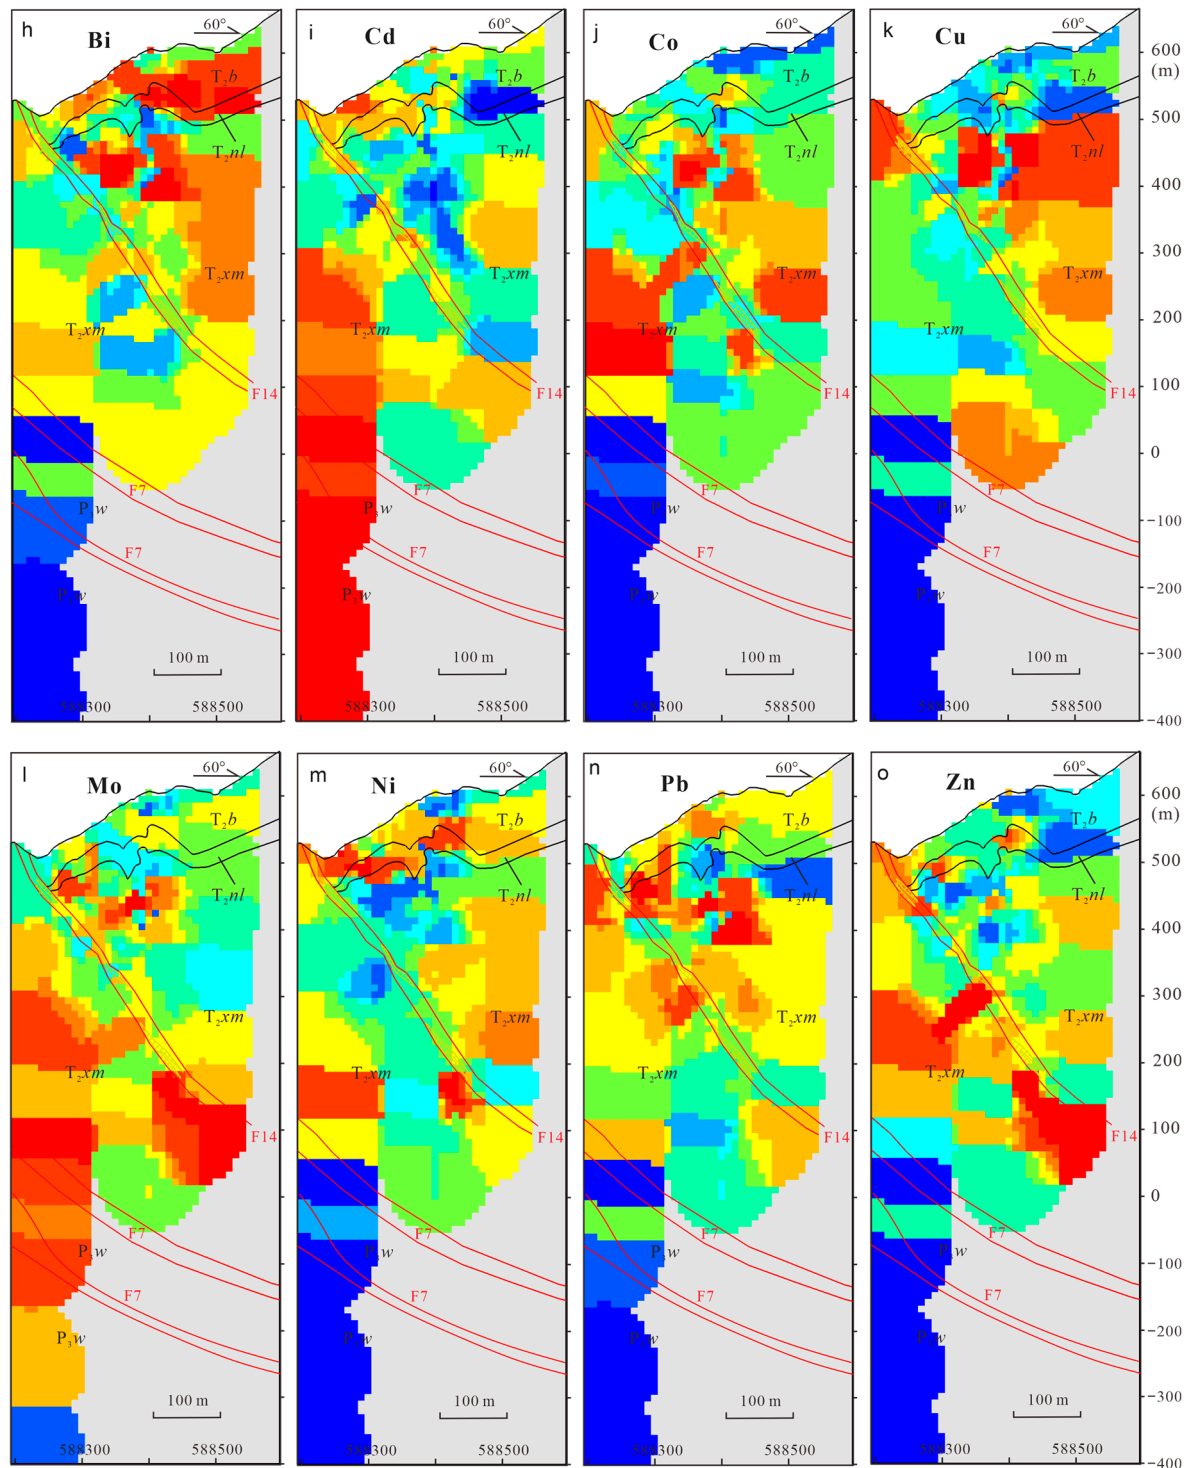 h Bi 60°
T₂b
T₂nl
T₂xm
T₂xm
F14
F7
P₃w
F7
P₃w
100 m
588300 588500
i Cd 60°
T₂b
T₂nl
T₂xm
T₂xm
F7
P₃w
F7
P₃w
100 m
588300 588500
j Co 60°
T₂b
T₂nl
T₂xm
T₂xm
F14
F7
P₃w
F7
P₃w
100 m
588300 588500
k Cu 60°
T₂b
T₂nl
T₂xm
T₂xm
F14
F7
P₃w
F7
P₃w
100 m
588300 588500
600
(m)
500
400
300
200
100
0
−100
−200
−300
−400
l Mo 60°
T₂b
T₂nl
T₂xm
T₂xm
F7
P₃w
F7
P₃w
100 m
588300 588500
m Ni 60°
T₂b
T₂nl
T₂xm
T₂xm
F14
F7
P₃w
F7
P₃w
100 m
588300 588500
n Pb 60°
T₂b
T₂nl
T₂xm
T₂xm
F14
F7
P₃w
F7
P₃w
100 m
588300 588500
o Zn 60°
T₂b
T₂nl
T₂xm
T₂xm
F14
F7
P₃w
F7
P₃w
100 m
588300 588500
600
(m)
500
400
300
200
100
0
−100
−200
−300
−400